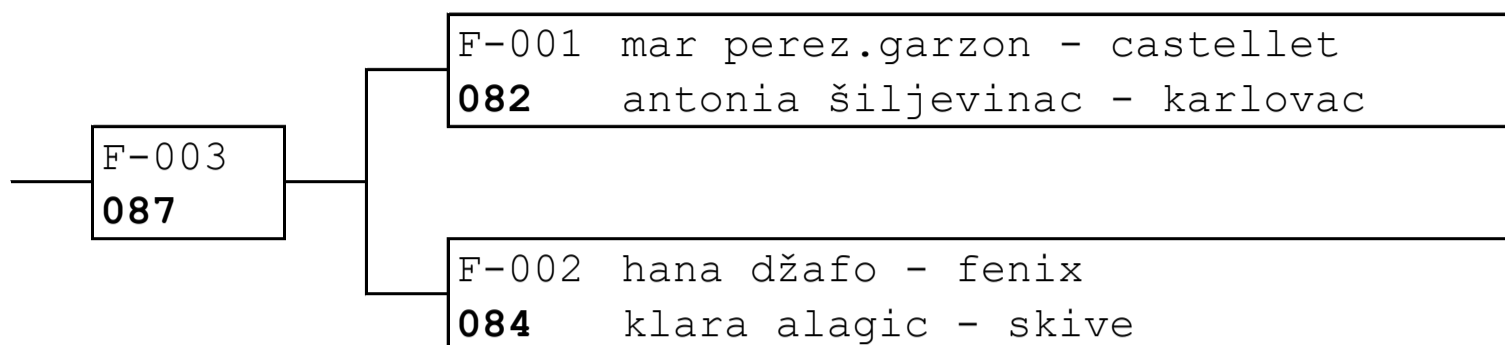 F-001 mar perez.garzon - castellet
082 antonia šiljevinac - karlovac
F-003
087
F-002 hana džafo - fenix
084 klara alagic - skive